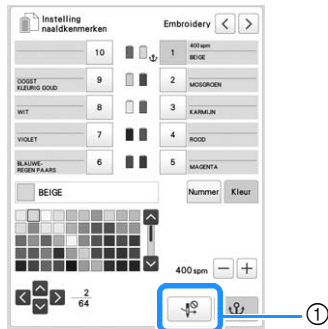 Instelling
naaldkenmerken
Embroidery
10
1
400 spm
BEIGE
OOGST
KLEURIG GOUD
9
2
MOSGROEN
WIT
8
3
KARMIJN
VIOLET
7
4
ROOD
BLAUWE-
REGEN PAARS
6
5
MAGENTA
BEIGE
Nummer
Kleur
400 spm
2
64
①